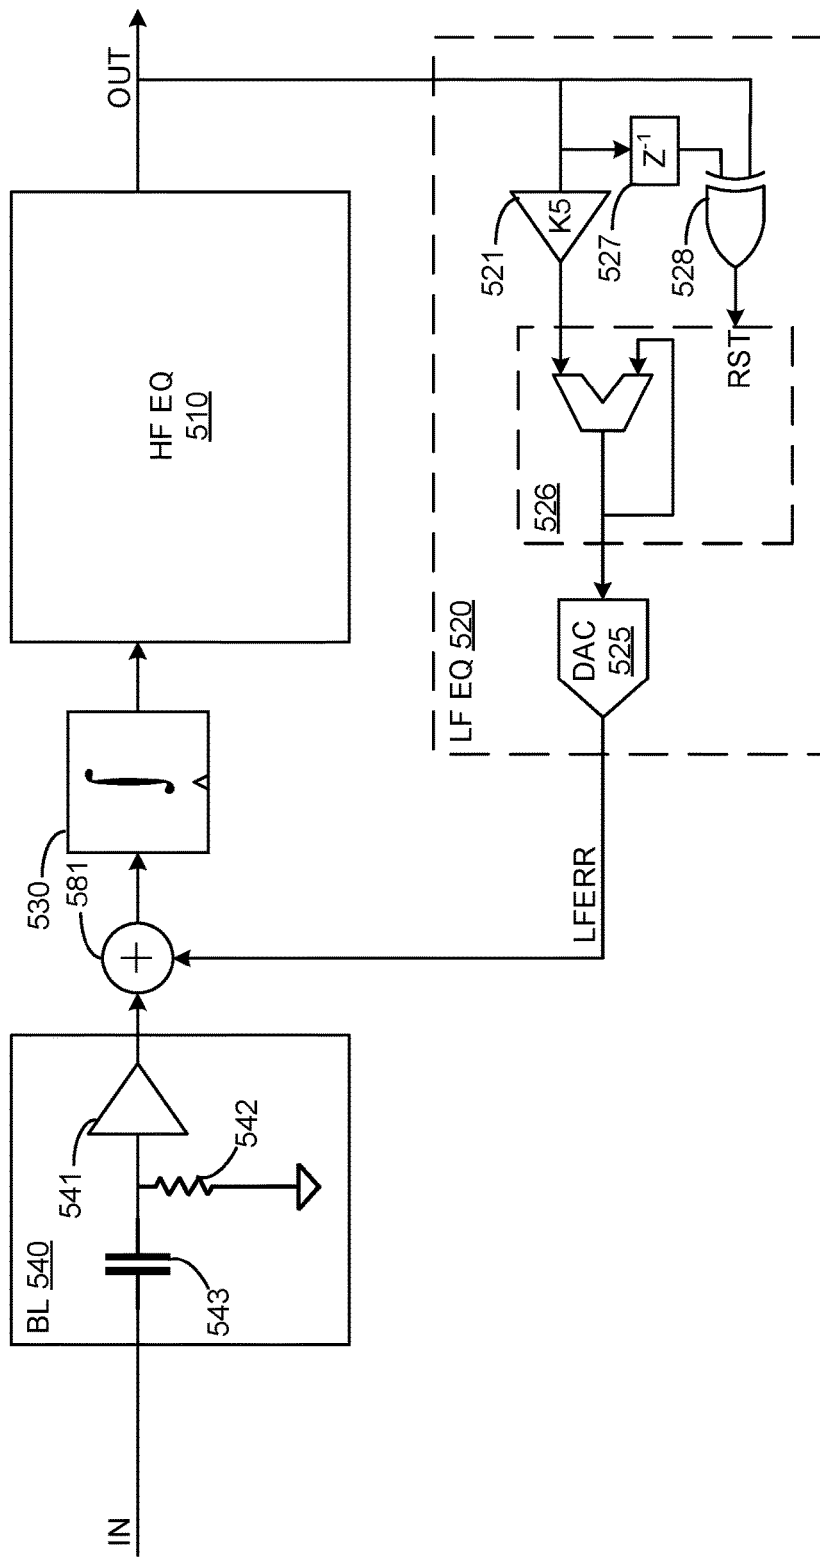 IN
BL 540
543
541
542
581
530
∫
HF EQ
510
OUT
LFERR
LF EQ 520
DAC
525
526
RST
521
K5
527
Z-1
528
+